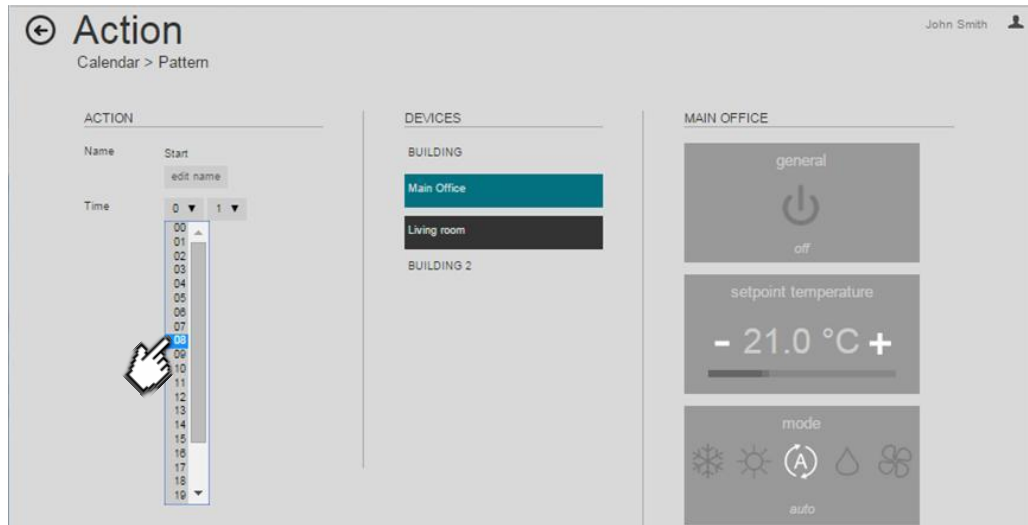 Action
John Smith
Calendar > Pattern
ACTION
Name Start
edit name
Time 0 ▼ 1 ▼
00
01
02
03
04
05
06
07
08
09
10
11
12
13
14
15
16
17
18
19
DEVICES
BUILDING
Main Office
Living room
BUILDING 2
MAIN OFFICE
general
off
setpoint temperature
- 21.0 °C +
mode
A
auto